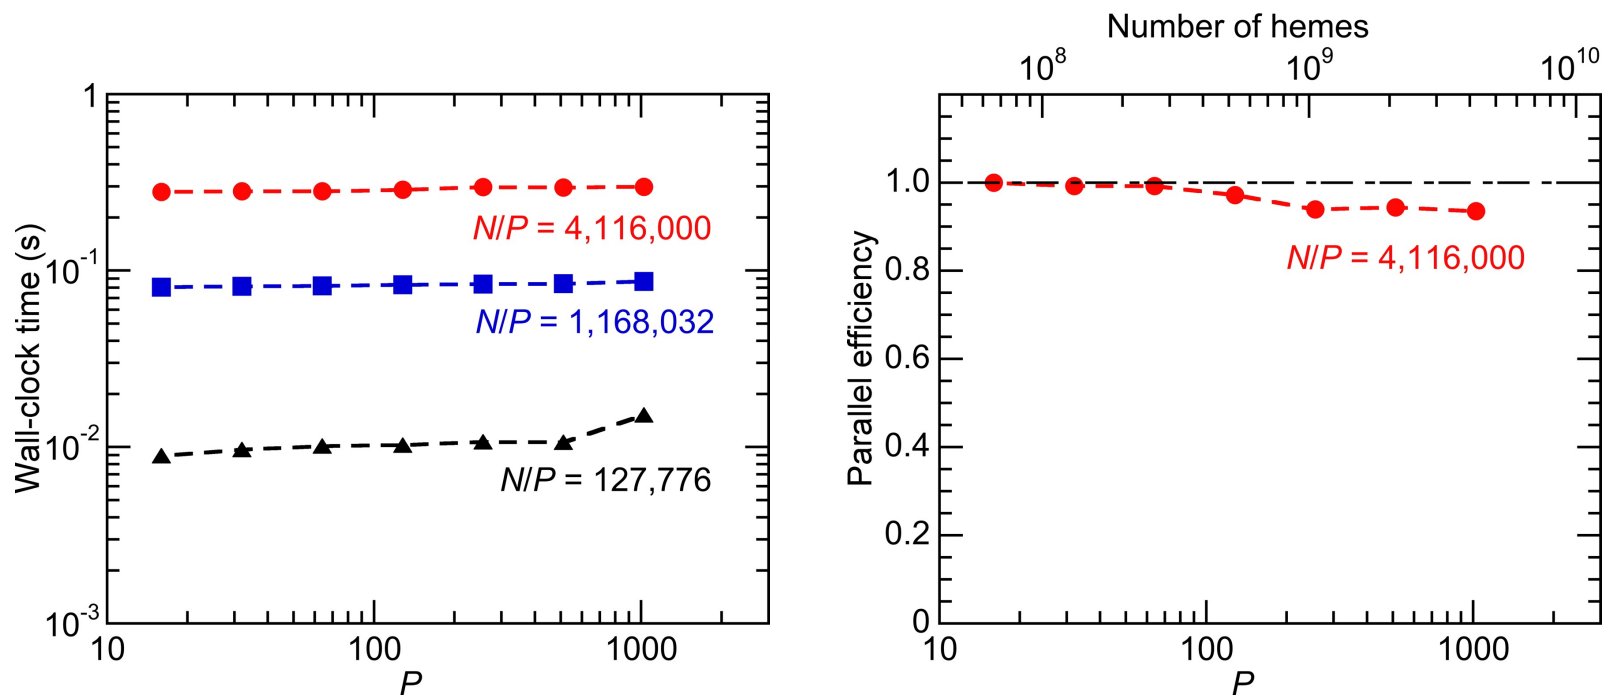 1
10^-1
10^-2
10^-3
Wall-clock time (s)
N/P = 4,116,000
N/P = 1,168,032
N/P = 127,776
10 100 1000
P
Number of hemes
10^8 10^9 10^10
1.0
0.8
0.6
0.4
0.2
0
Parallel efficiency
N/P = 4,116,000
10 100 1000
P